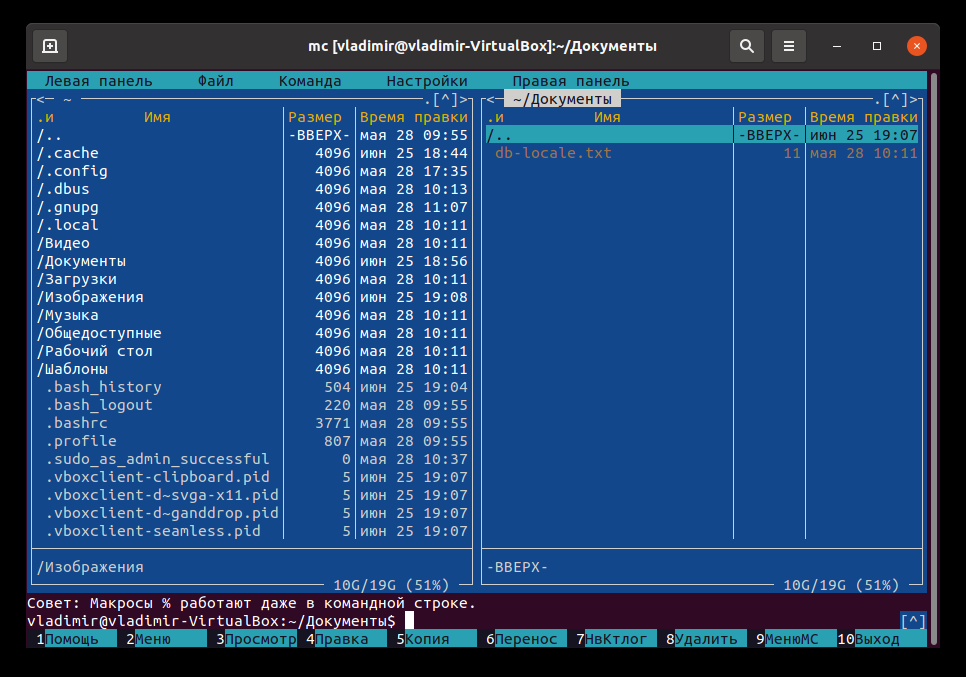 mc [vladimir@vladimir-VirtualBox]:~/Документы
Левая панель Файл Команда Настройки Правая панель
<─ ~ .[^]> <─ ~/Документы .[^]>
.и Имя Размер Время правки .и Имя Размер Время правки
/.. -ВВЕРХ- мая 28 09:55 /.. -ВВЕРХ- июн 25 19:07
/.cache 4096 июн 25 18:44 db-locale.txt 11 мая 28 10:11
/.config 4096 мая 28 17:35
/.dbus 4096 мая 28 10:13
/.gnupg 4096 мая 28 11:07
/.local 4096 мая 28 10:11
/Видео 4096 мая 28 10:11
/Документы 4096 июн 25 18:56
/Загрузки 4096 мая 28 10:11
/Изображения 4096 июн 25 19:08
/Музыка 4096 мая 28 10:11
/Общедоступные 4096 мая 28 10:11
/Рабочий стол 4096 мая 28 10:11
/Шаблоны 4096 мая 28 10:11
.bash_history 504 июн 25 19:04
.bash_logout 220 мая 28 09:55
.bashrc 3771 мая 28 09:55
.profile 807 мая 28 09:55
.sudo_as_admin_successful 0 мая 28 10:37
.vboxclient-clipboard.pid 5 июн 25 19:07
.vboxclient-d~svga-x11.pid 5 июн 25 19:07
.vboxclient-d~ganddrop.pid 5 июн 25 19:07
.vboxclient-seamless.pid 5 июн 25 19:07
/Изображения -ВВЕРХ-
10G/19G (51%) 10G/19G (51%)
Совет: Макросы % работают даже в командной строке.
vladimir@vladimir-VirtualBox:~/Документы$ [^]
1Помощь 2Меню 3Просмотр 4Правка 5Копия 6Перенос 7НвКтлог 8Удалить 9МенюMC 10Выход